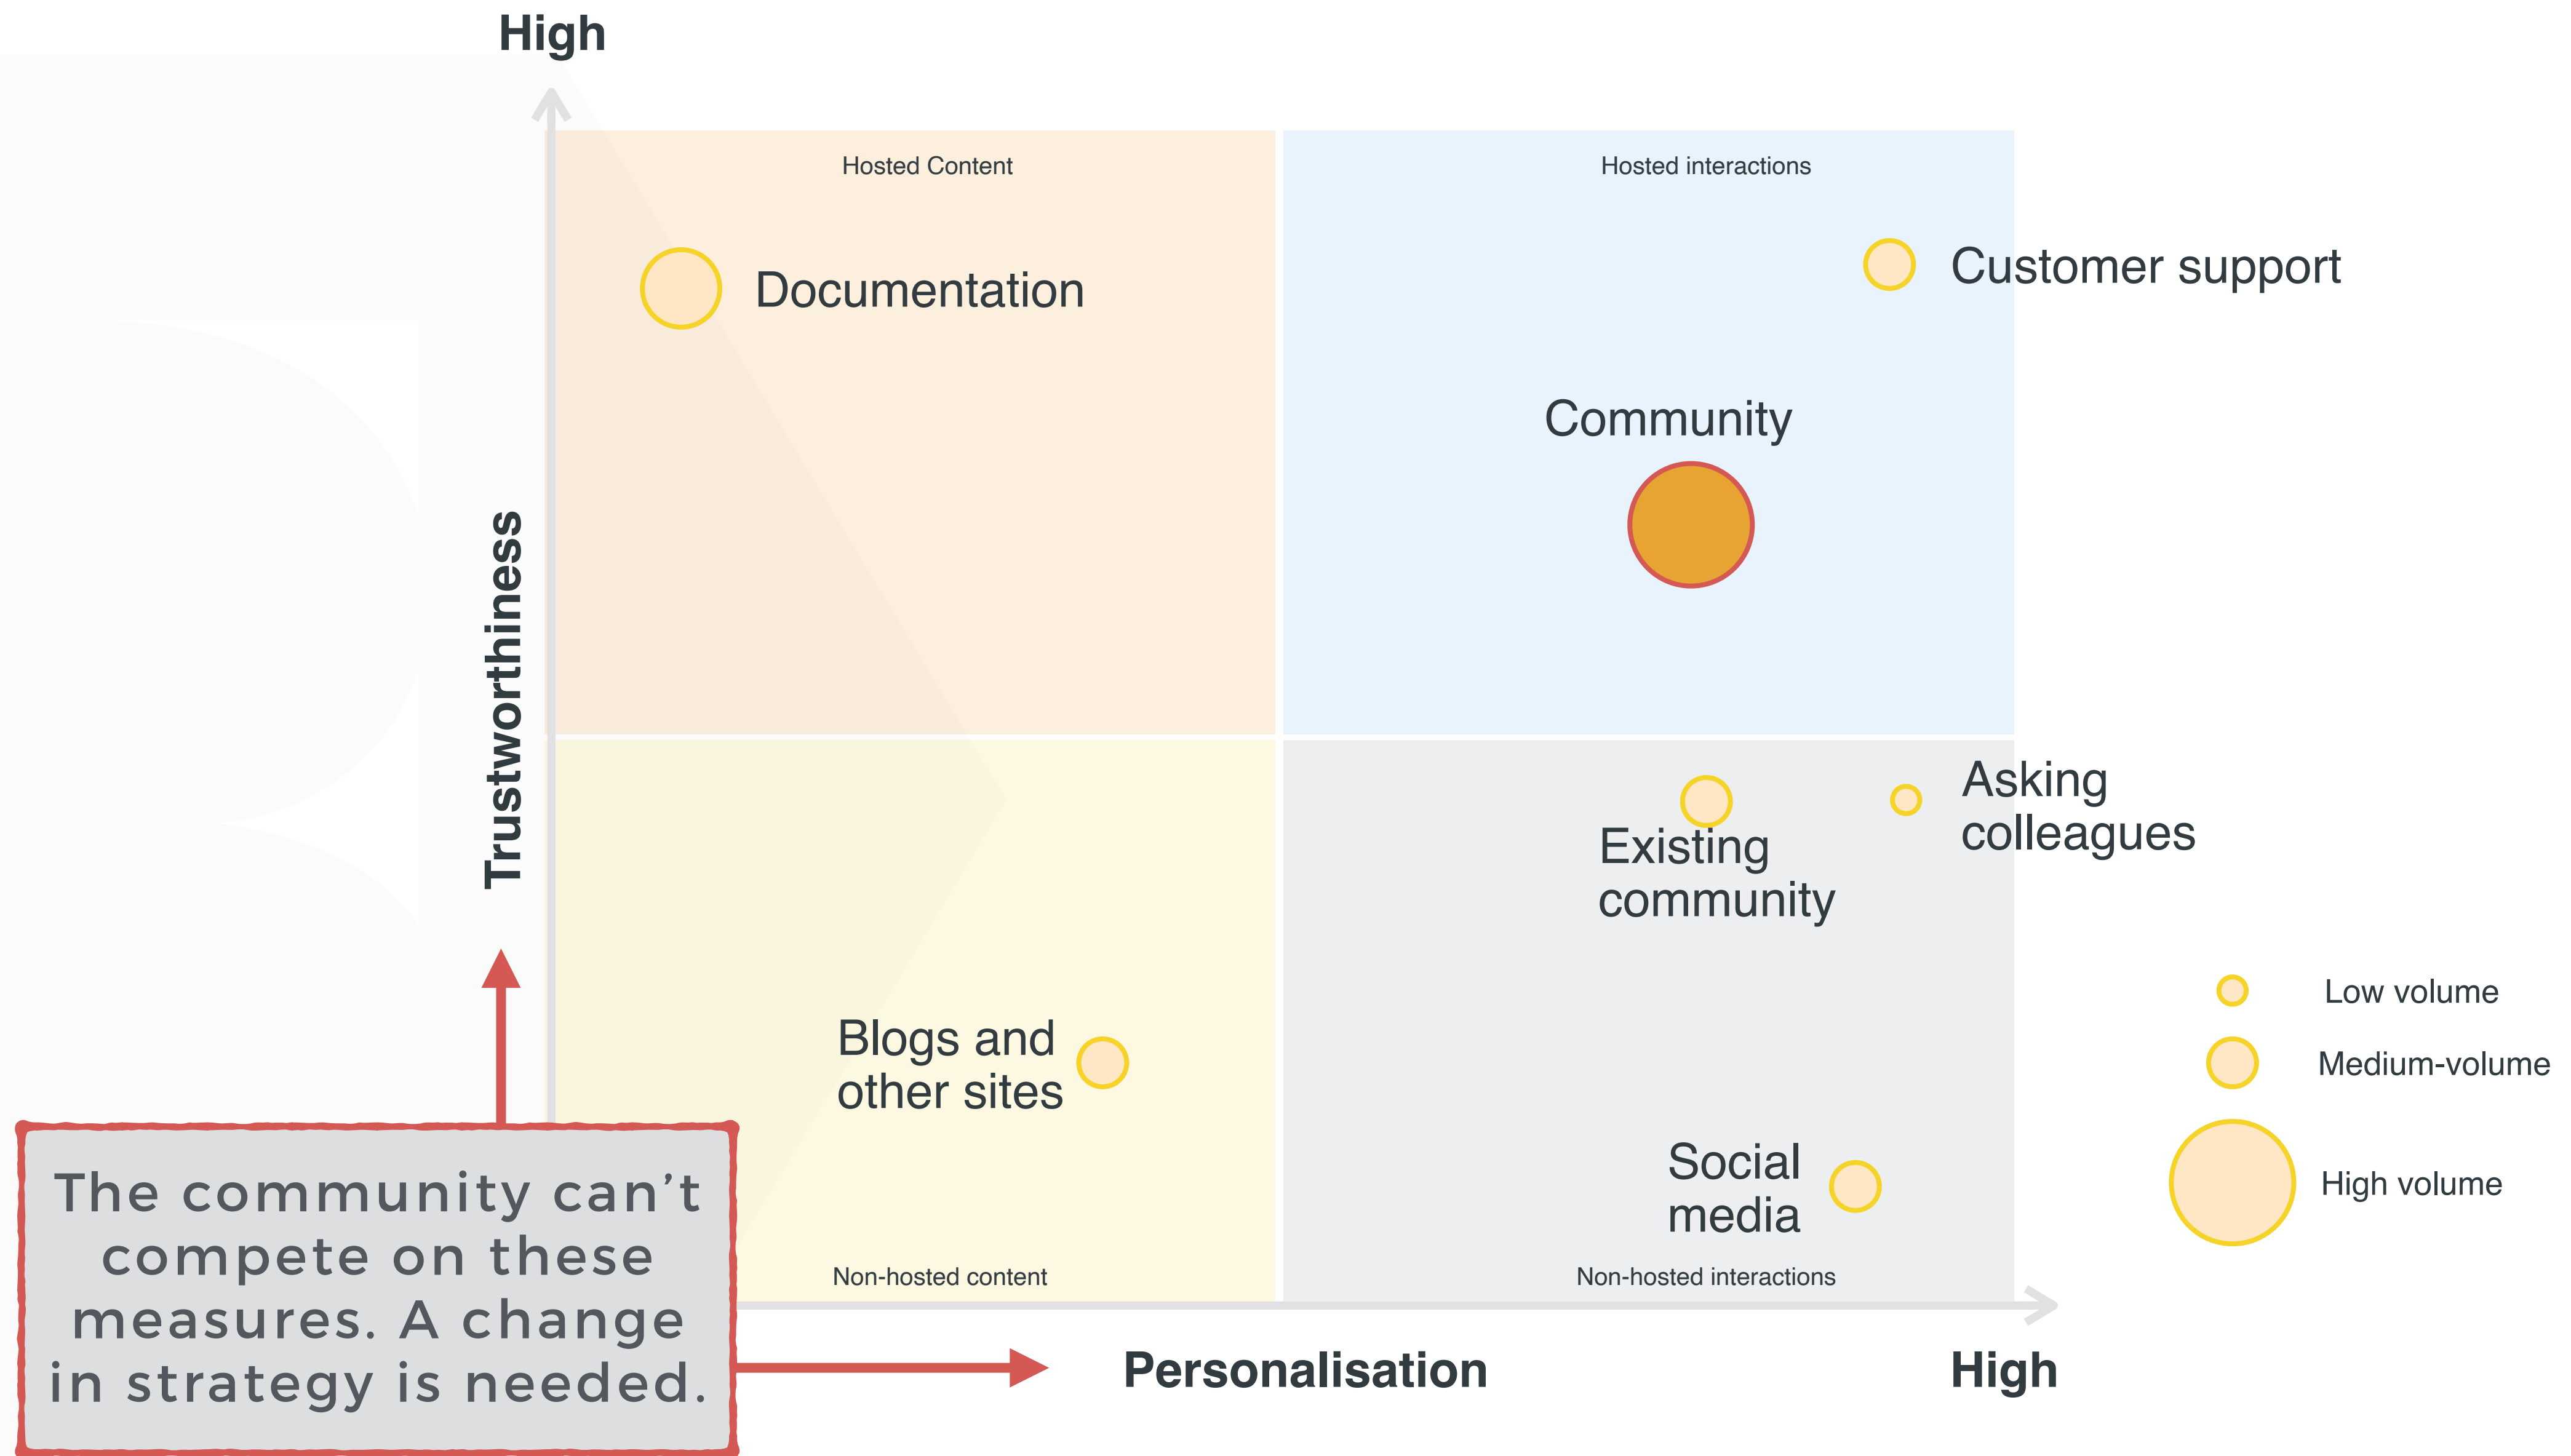 High
Hosted Content
Hosted interactions
Documentation
Customer support
Community
Trustworthiness
Asking
colleagues
Existing
community
Low volume
Medium-volume
High volume
Blogs and
other sites
Social
media
Non-hosted content
Non-hosted interactions
The community can’t
compete on these
measures. A change
in strategy is needed.
Personalisation
High